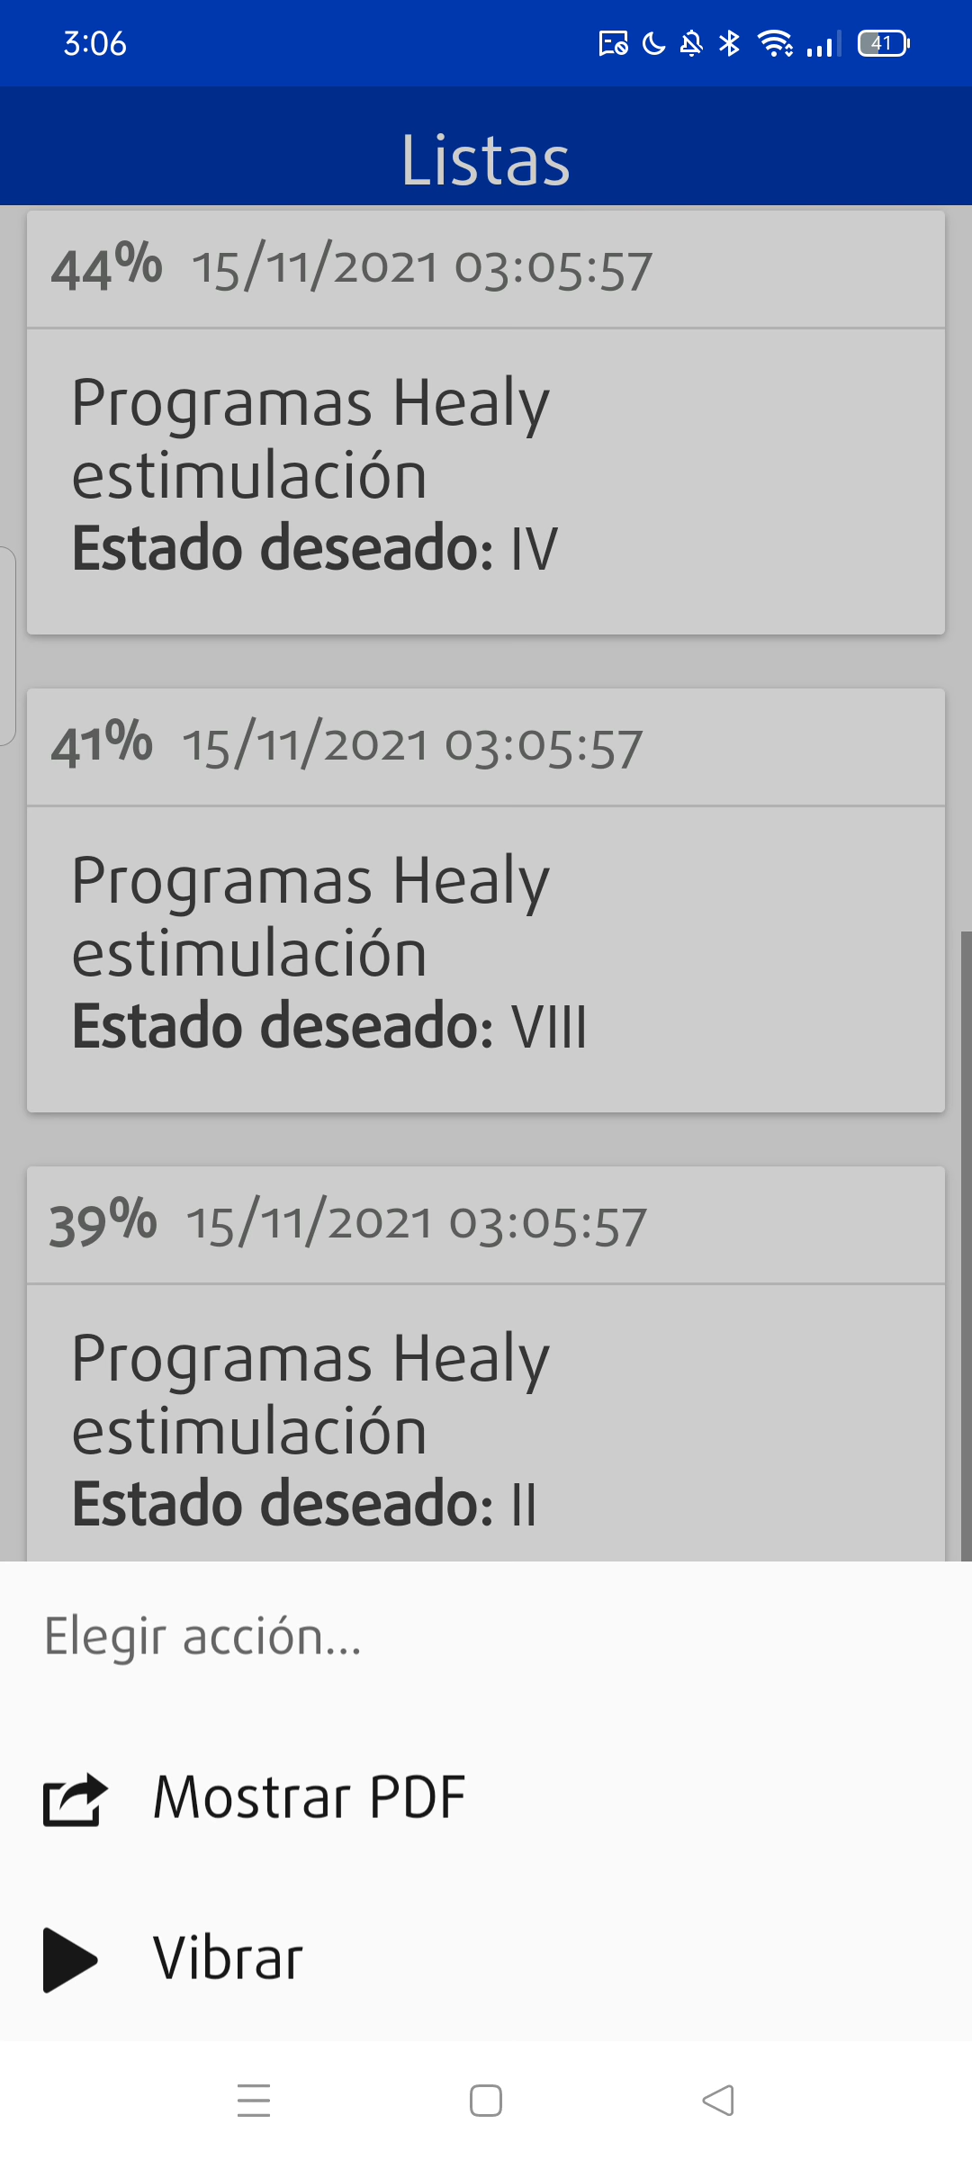 3:06
41
Listas
44% 15/11/2021 03:05:57
Programas Healy
estimulación
Estado deseado: IV
41% 15/11/2021 03:05:57
Programas Healy
estimulación
Estado deseado: VIII
39% 15/11/2021 03:05:57
Programas Healy
estimulación
Estado deseado: II
Elegir acción...
Mostrar PDF
Vibrar